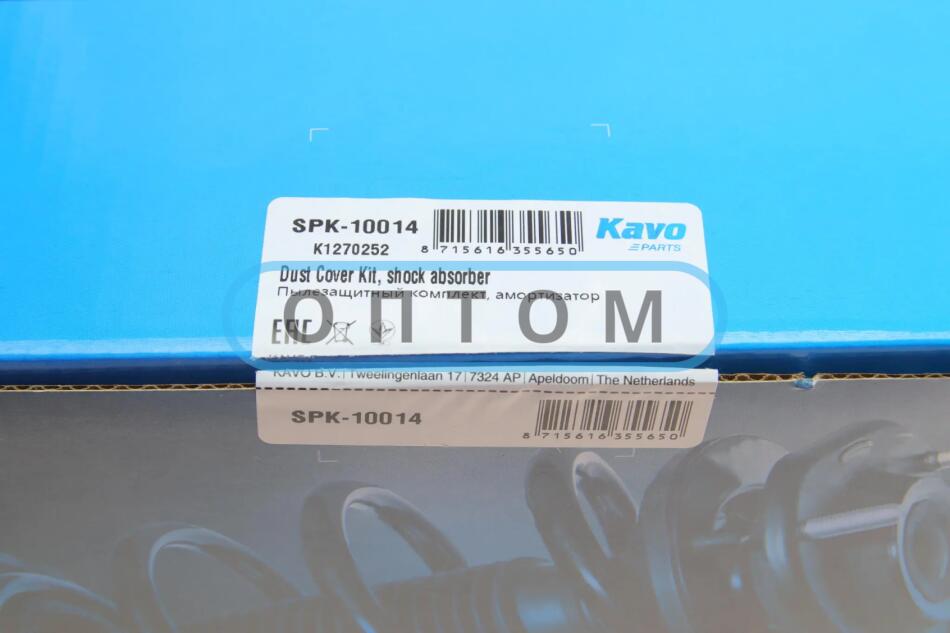 SPK-10014
K1270252
8 715616 355650
Kavo
PARTS
Dust Cover Kit, shock absorber
Пылезащитный комплект, амортизатор
ОПТОМ
EAC
KAVO B.V. | Tweelingenlaan 17 | 7324 AP | Apeldoorn | The Netherlands
SPK-10014
8 715616 355650